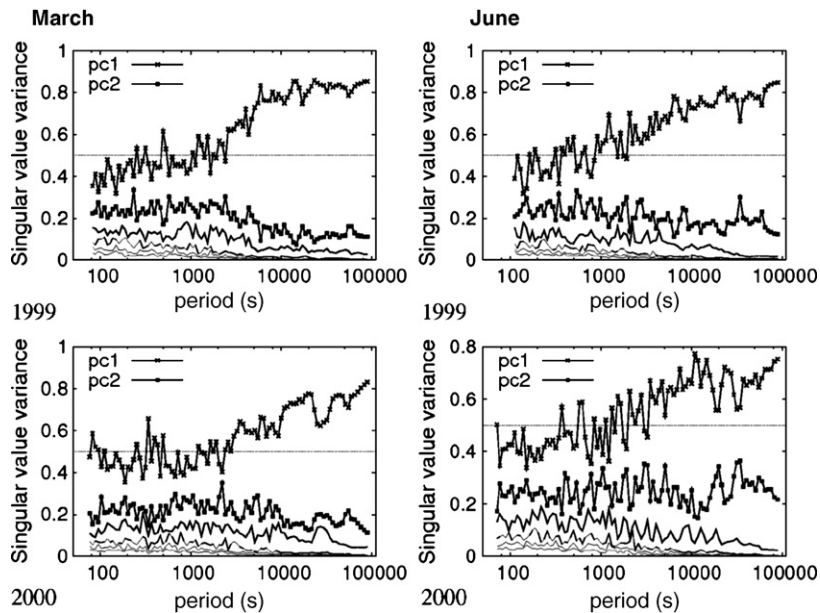 March June
1 1
pc1 pc1
pc2 pc2
0.8 0.8
0.6 0.6
0.4 0.4
0.2 0.2
0 0
Singular value variance Singular value variance
100 1000 10000 100000 100 1000 10000 100000
period (s) period (s)
1999 1999
1 0.8
pc1 pc1
pc2 pc2
0.8 0.6
0.6 0.4
0.4 0.2
0.2 0
0
Singular value variance Singular value variance
100 1000 10000 100000 100 1000 10000 100000
period (s) period (s)
2000 2000